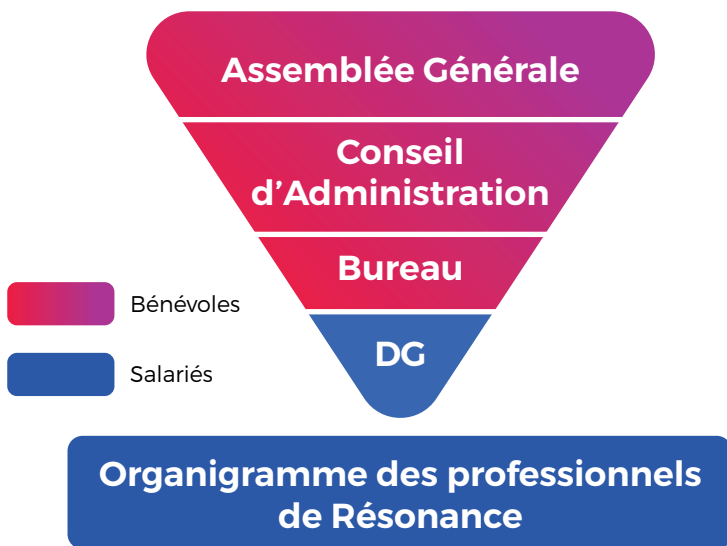 Assemblée Générale
Conseil
d’Administration
Bureau
Bénévoles
DG
Salariés
Organigramme des professionnels
de Résonance